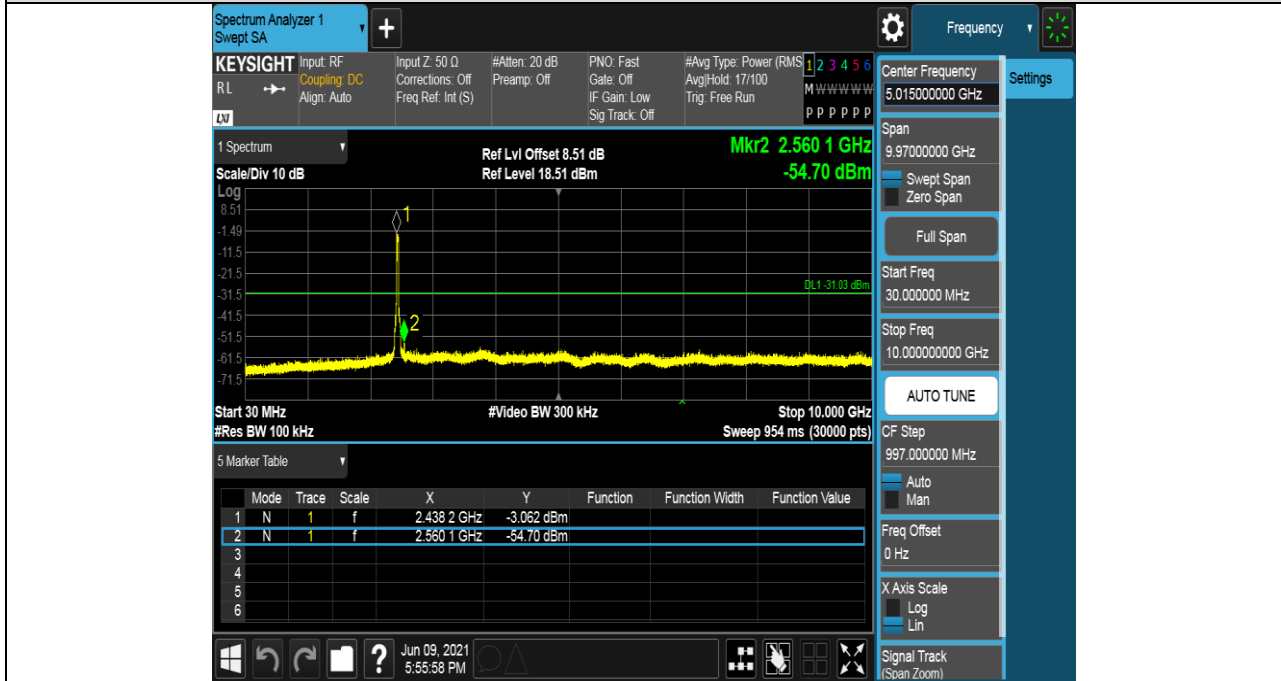 Spectrum Analyzer 1
Swept SA
+
Frequency
KEYSIGHT
RL
LXI
Input: RF
Coupling: DC
Align: Auto
Input Z: 50 Ω
Corrections: Off
Freq Ref: Int (S)
#Atten: 20 dB
Preamp: Off
PNO: Fast
Gate: Off
IF Gain: Low
Sig Track: Off
#Avg Type: Power (RMS
Avg|Hold: 17/100
Trig: Free Run
1 2 3 4 5 6
M W W W W W
P P P P P P
1 Spectrum
Scale/Div 10 dB
Ref Lvl Offset 8.51 dB
Ref Level 18.51 dBm
Mkr2 2.560 1 GHz
-54.70 dBm
Log
8.51
-1.49
-11.5
-21.5
-31.5
-41.5
-51.5
-61.5
-71.5
1
2
DL1 -31.03 dBm
Start 30 MHz
#Video BW 300 kHz
Stop 10.000 GHz
#Res BW 100 kHz
Sweep 954 ms (30000 pts)
5 Marker Table
Mode Trace Scale X Y Function Function Width Function Value
1 N 1 f 2.438 2 GHz -3.062 dBm
2 N 1 f 2.560 1 GHz -54.70 dBm
3
4
5
6
?
Jun 09, 2021
5:55:58 PM
Center Frequency
5.015000000 GHz
Settings
Span
9.97000000 GHz
Swept Span
Zero Span
Full Span
Start Freq
30.000000 MHz
Stop Freq
10.000000000 GHz
AUTO TUNE
CF Step
997.000000 MHz
Auto
Man
Freq Offset
0 Hz
X Axis Scale
Log
Lin
Signal Track
(Span Zoom)